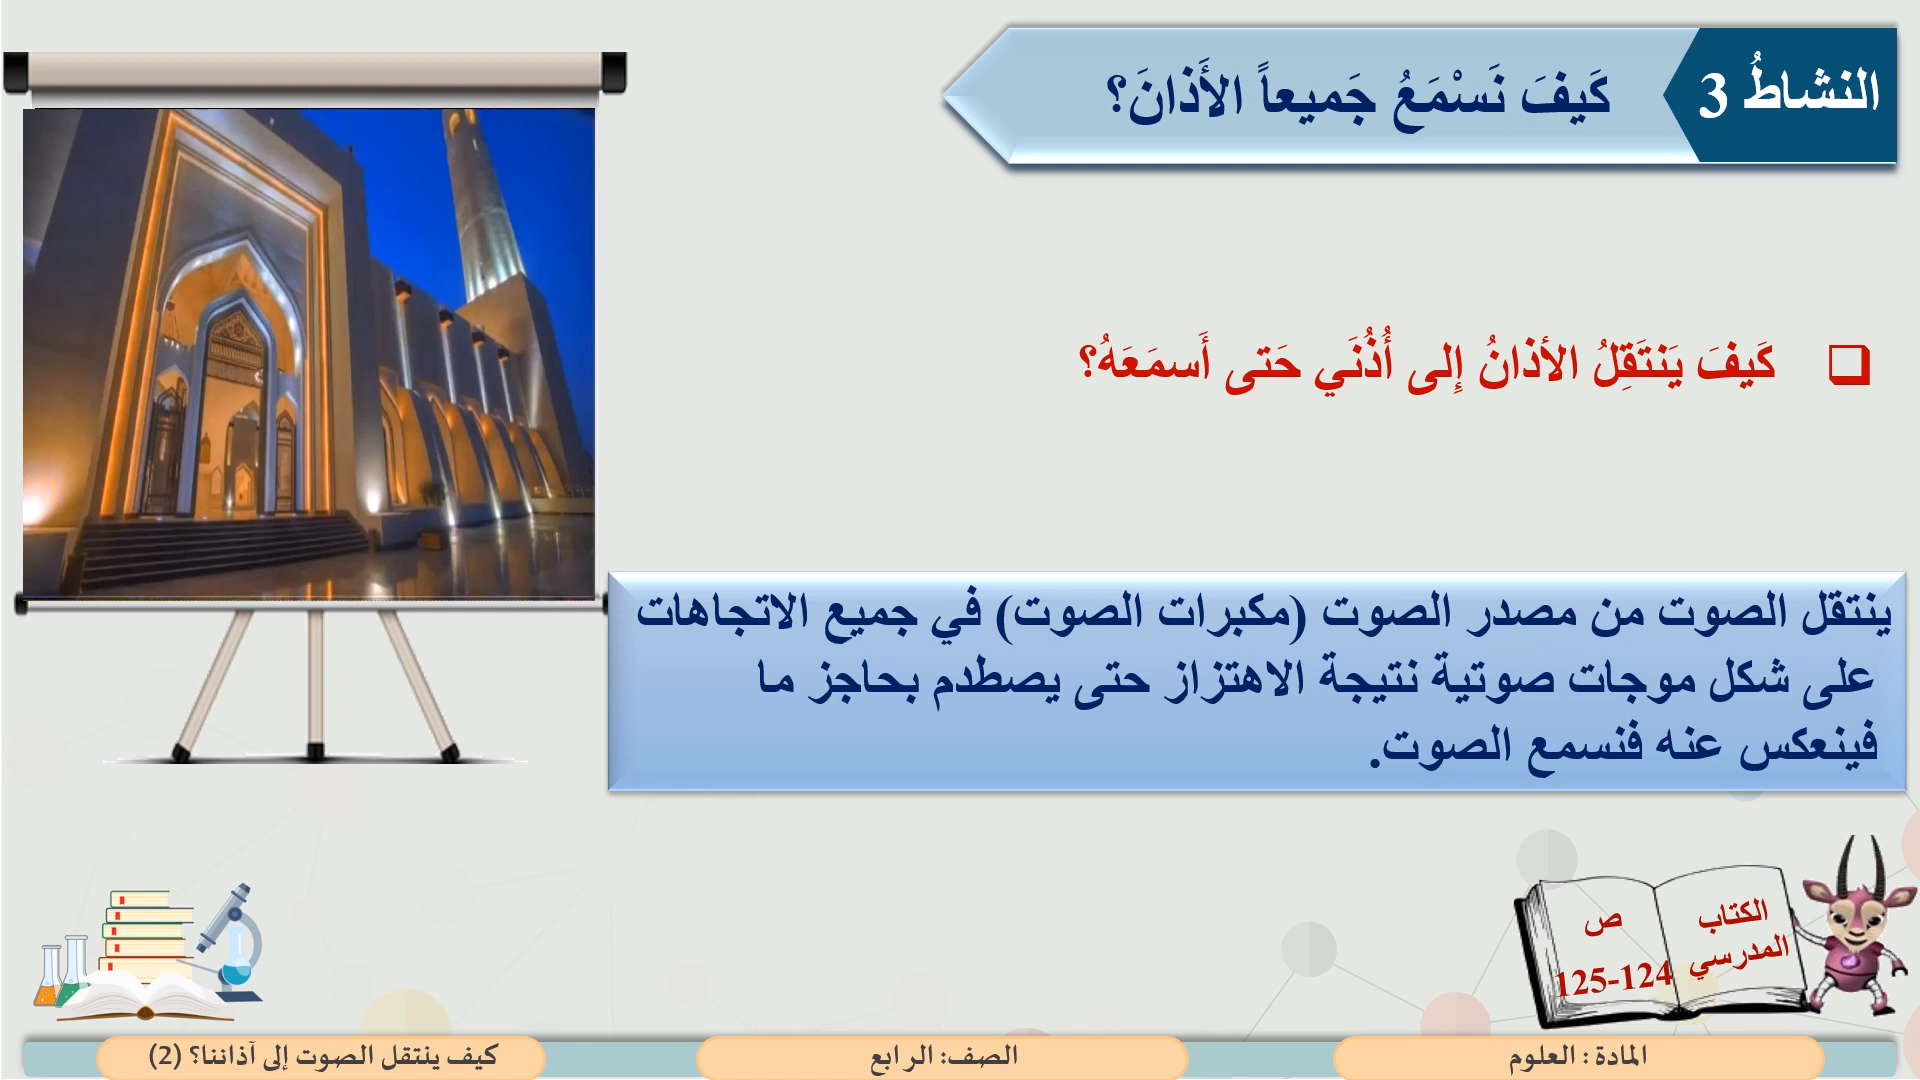 النشاطُ 3
كَيفَ نَسْمَعُ جَميعاً الأَذانَ؟
كَيفَ يَنتَقِلُ الأذانُ إِلى أُذُنَي حَتى أَسمَعَهُ؟
ينتقل الصوت من مصدر الصوت (مكبرات الصوت) في جميع الاتجاهات
على شكل موجات صوتية نتيجة الاهتزاز حتى يصطدم بحاجز ما
فينعكس عنه فنسمع الصوت.
الكتاب
المدرسي
ص
124-125
المادة : العلوم
الصف: الرابع
كيف ينتقل الصوت إلى آذاننا؟ (2)